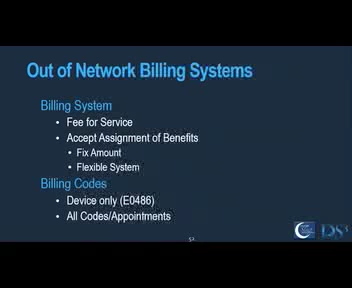 Out of Network Billing Systems
Billing System
• Fee for Service
• Accept Assignment of Benefits
• Fix Amount
• Flexible System
Billing Codes
• Device only (E0486)
• All Codes/Appointments